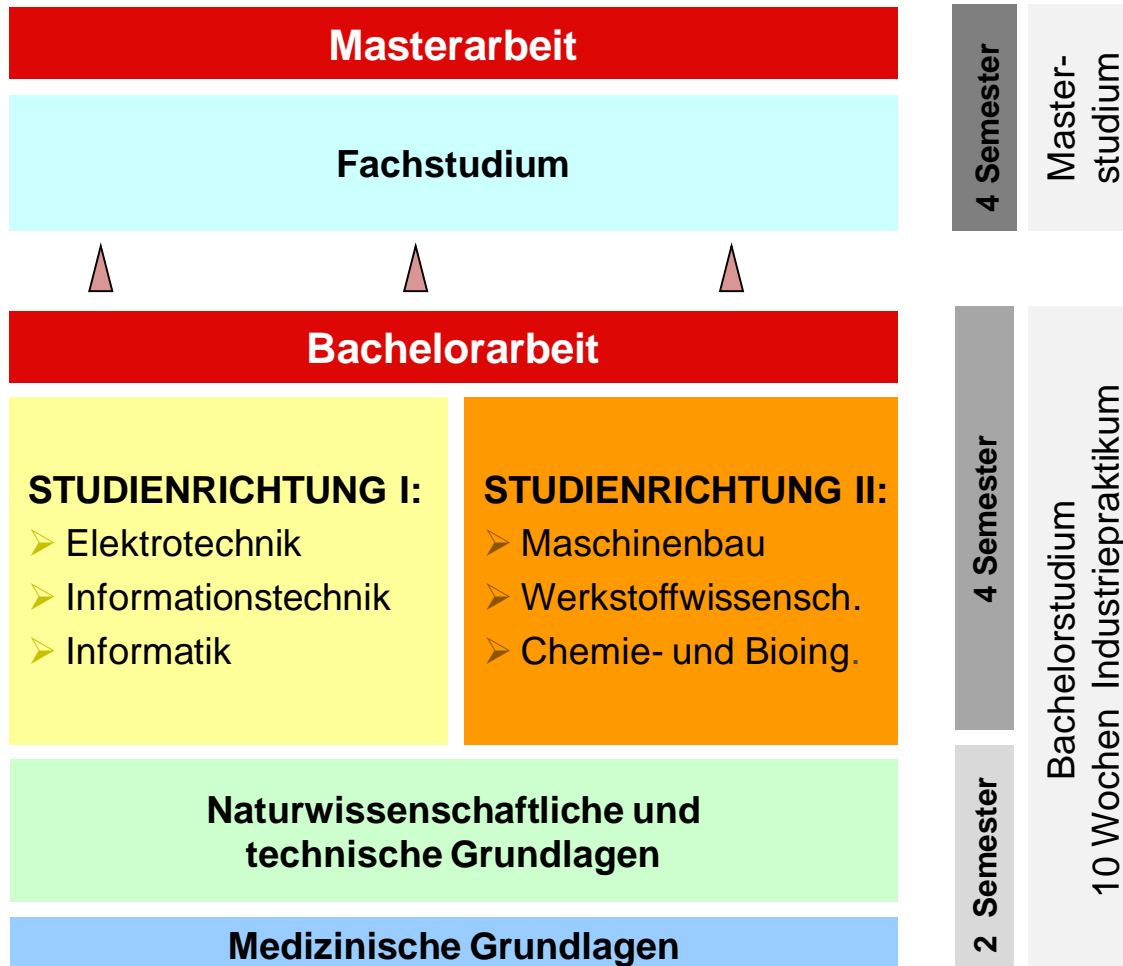 Masterarbeit
Fachstudium
4 Semester
Master-
studium
Bachelorarbeit
STUDIENRICHTUNG I:
Elektrotechnik
Informationstechnik
Informatik
STUDIENRICHTUNG II:
Maschinenbau
Werkstoffwissensch.
Chemie- und Bioing.
4 Semester
Bachelorstudium
10 Wochen Industriepraktikum
Naturwissenschaftliche und
technische Grundlagen
2 Semester
Medizinische Grundlagen